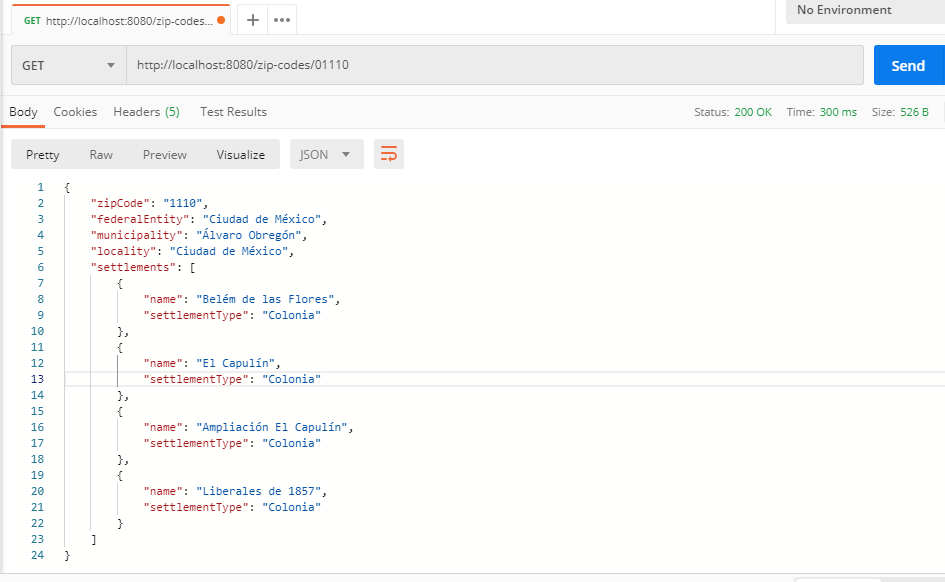 GET http://localhost:8080/zip-codes...
No Environment
GET http://localhost:8080/zip-codes/01110 Send
Body Cookies Headers (5) Test Results Status: 200 OK Time: 300 ms Size: 526 B
Pretty Raw Preview Visualize JSON
1 {
2 "zipCode": "1110",
3 "federalEntity": "Ciudad de México",
4 "municipality": "Álvaro Obregón",
5 "locality": "Ciudad de México",
6 "settlements": [
7 {
8 "name": "Belém de las Flores",
9 "settlementType": "Colonia"
10 },
11 {
12 "name": "El Capulín",
13 "settlementType": "Colonia"
14 },
15 {
16 "name": "Ampliación El Capulín",
17 "settlementType": "Colonia"
18 },
19 {
20 "name": "Liberales de 1857",
21 "settlementType": "Colonia"
22 }
23 ]
24 }